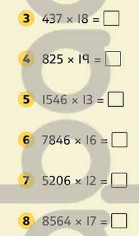 3 437 × 18 = □
4 825 × 19 = □
5 1546 × 13 = □
6 7846 × 16 = □
7 5206 × 12 = □
8 8564 × 17 = □